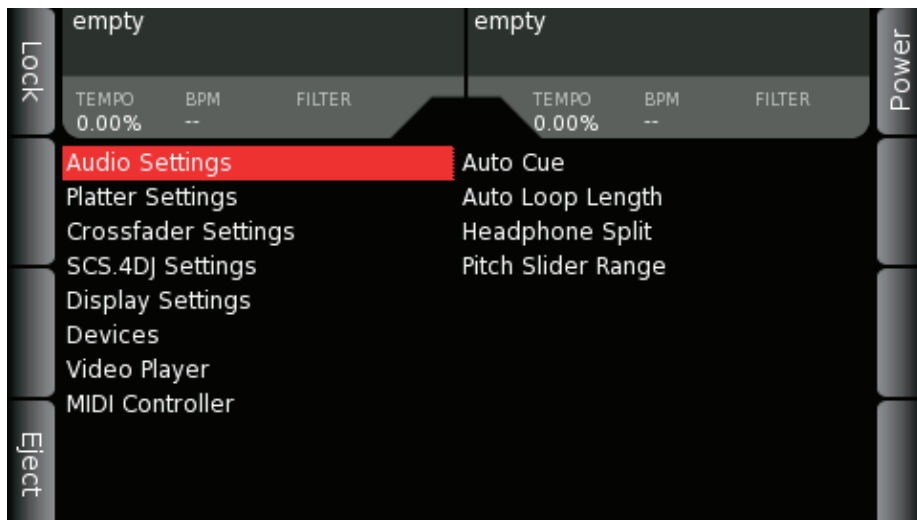 Lock
empty
empty
Power
TEMPO BPM FILTER
0.00% --
TEMPO BPM FILTER
0.00% --
Audio Settings
Platter Settings
Crossfader Settings
SCS.4DJ Settings
Display Settings
Devices
Video Player
MIDI Controller
Auto Cue
Auto Loop Length
Headphone Split
Pitch Slider Range
Eject